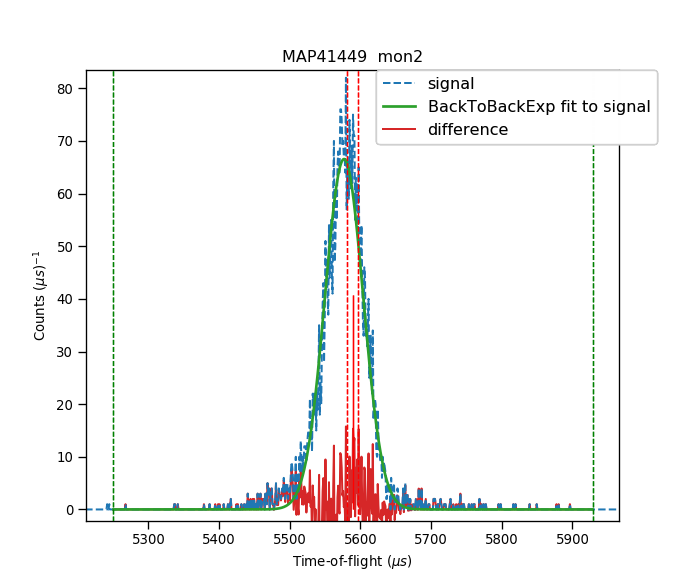 MAP41449 mon2
signal
BackToBackExp fit to signal
difference
80
70
60
50
40
30
20
10
0
Counts (μs)⁻¹
5300 5400 5500 5600 5700 5800 5900
Time-of-flight (μs)